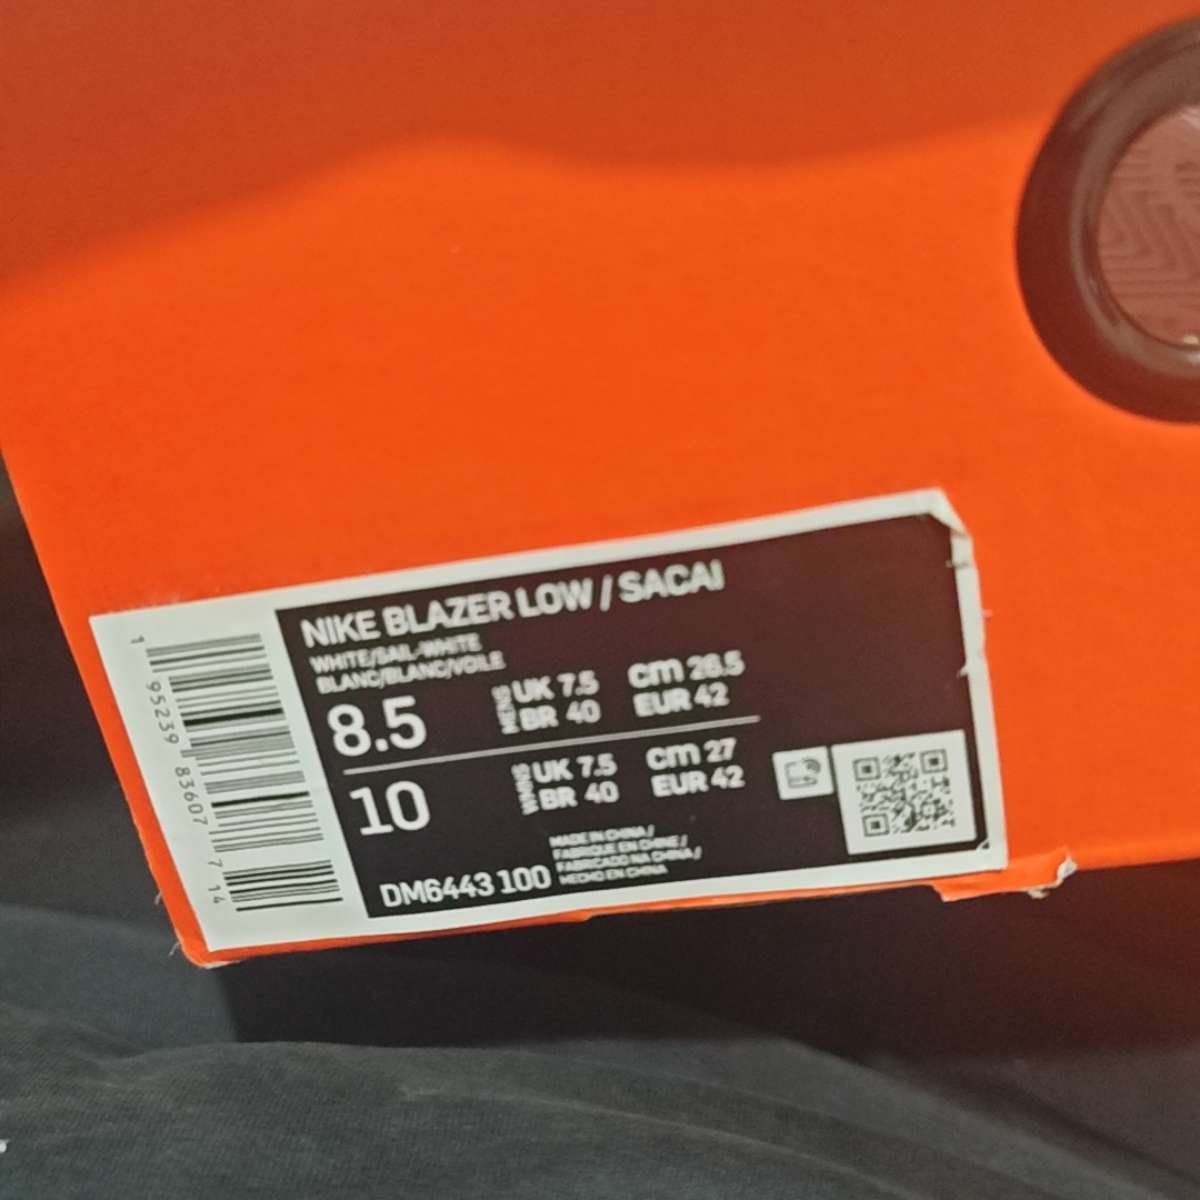 NIKE BLAZER LOW / SACAI
WHITE/SAIL-WHITE
BLANC/BLANC/VOILE
8.5 MENS UK 7.5 cm 26.5
BR 40 EUR 42
10 WMNS UK 7.5 cm 27
BR 40 EUR 42
DM6443 100
MADE IN CHINA /
FABRIQUE EN CHINE /
FABRICADO NA CHINA /
HECHO EN CHINA
1 95239 83607 7 14